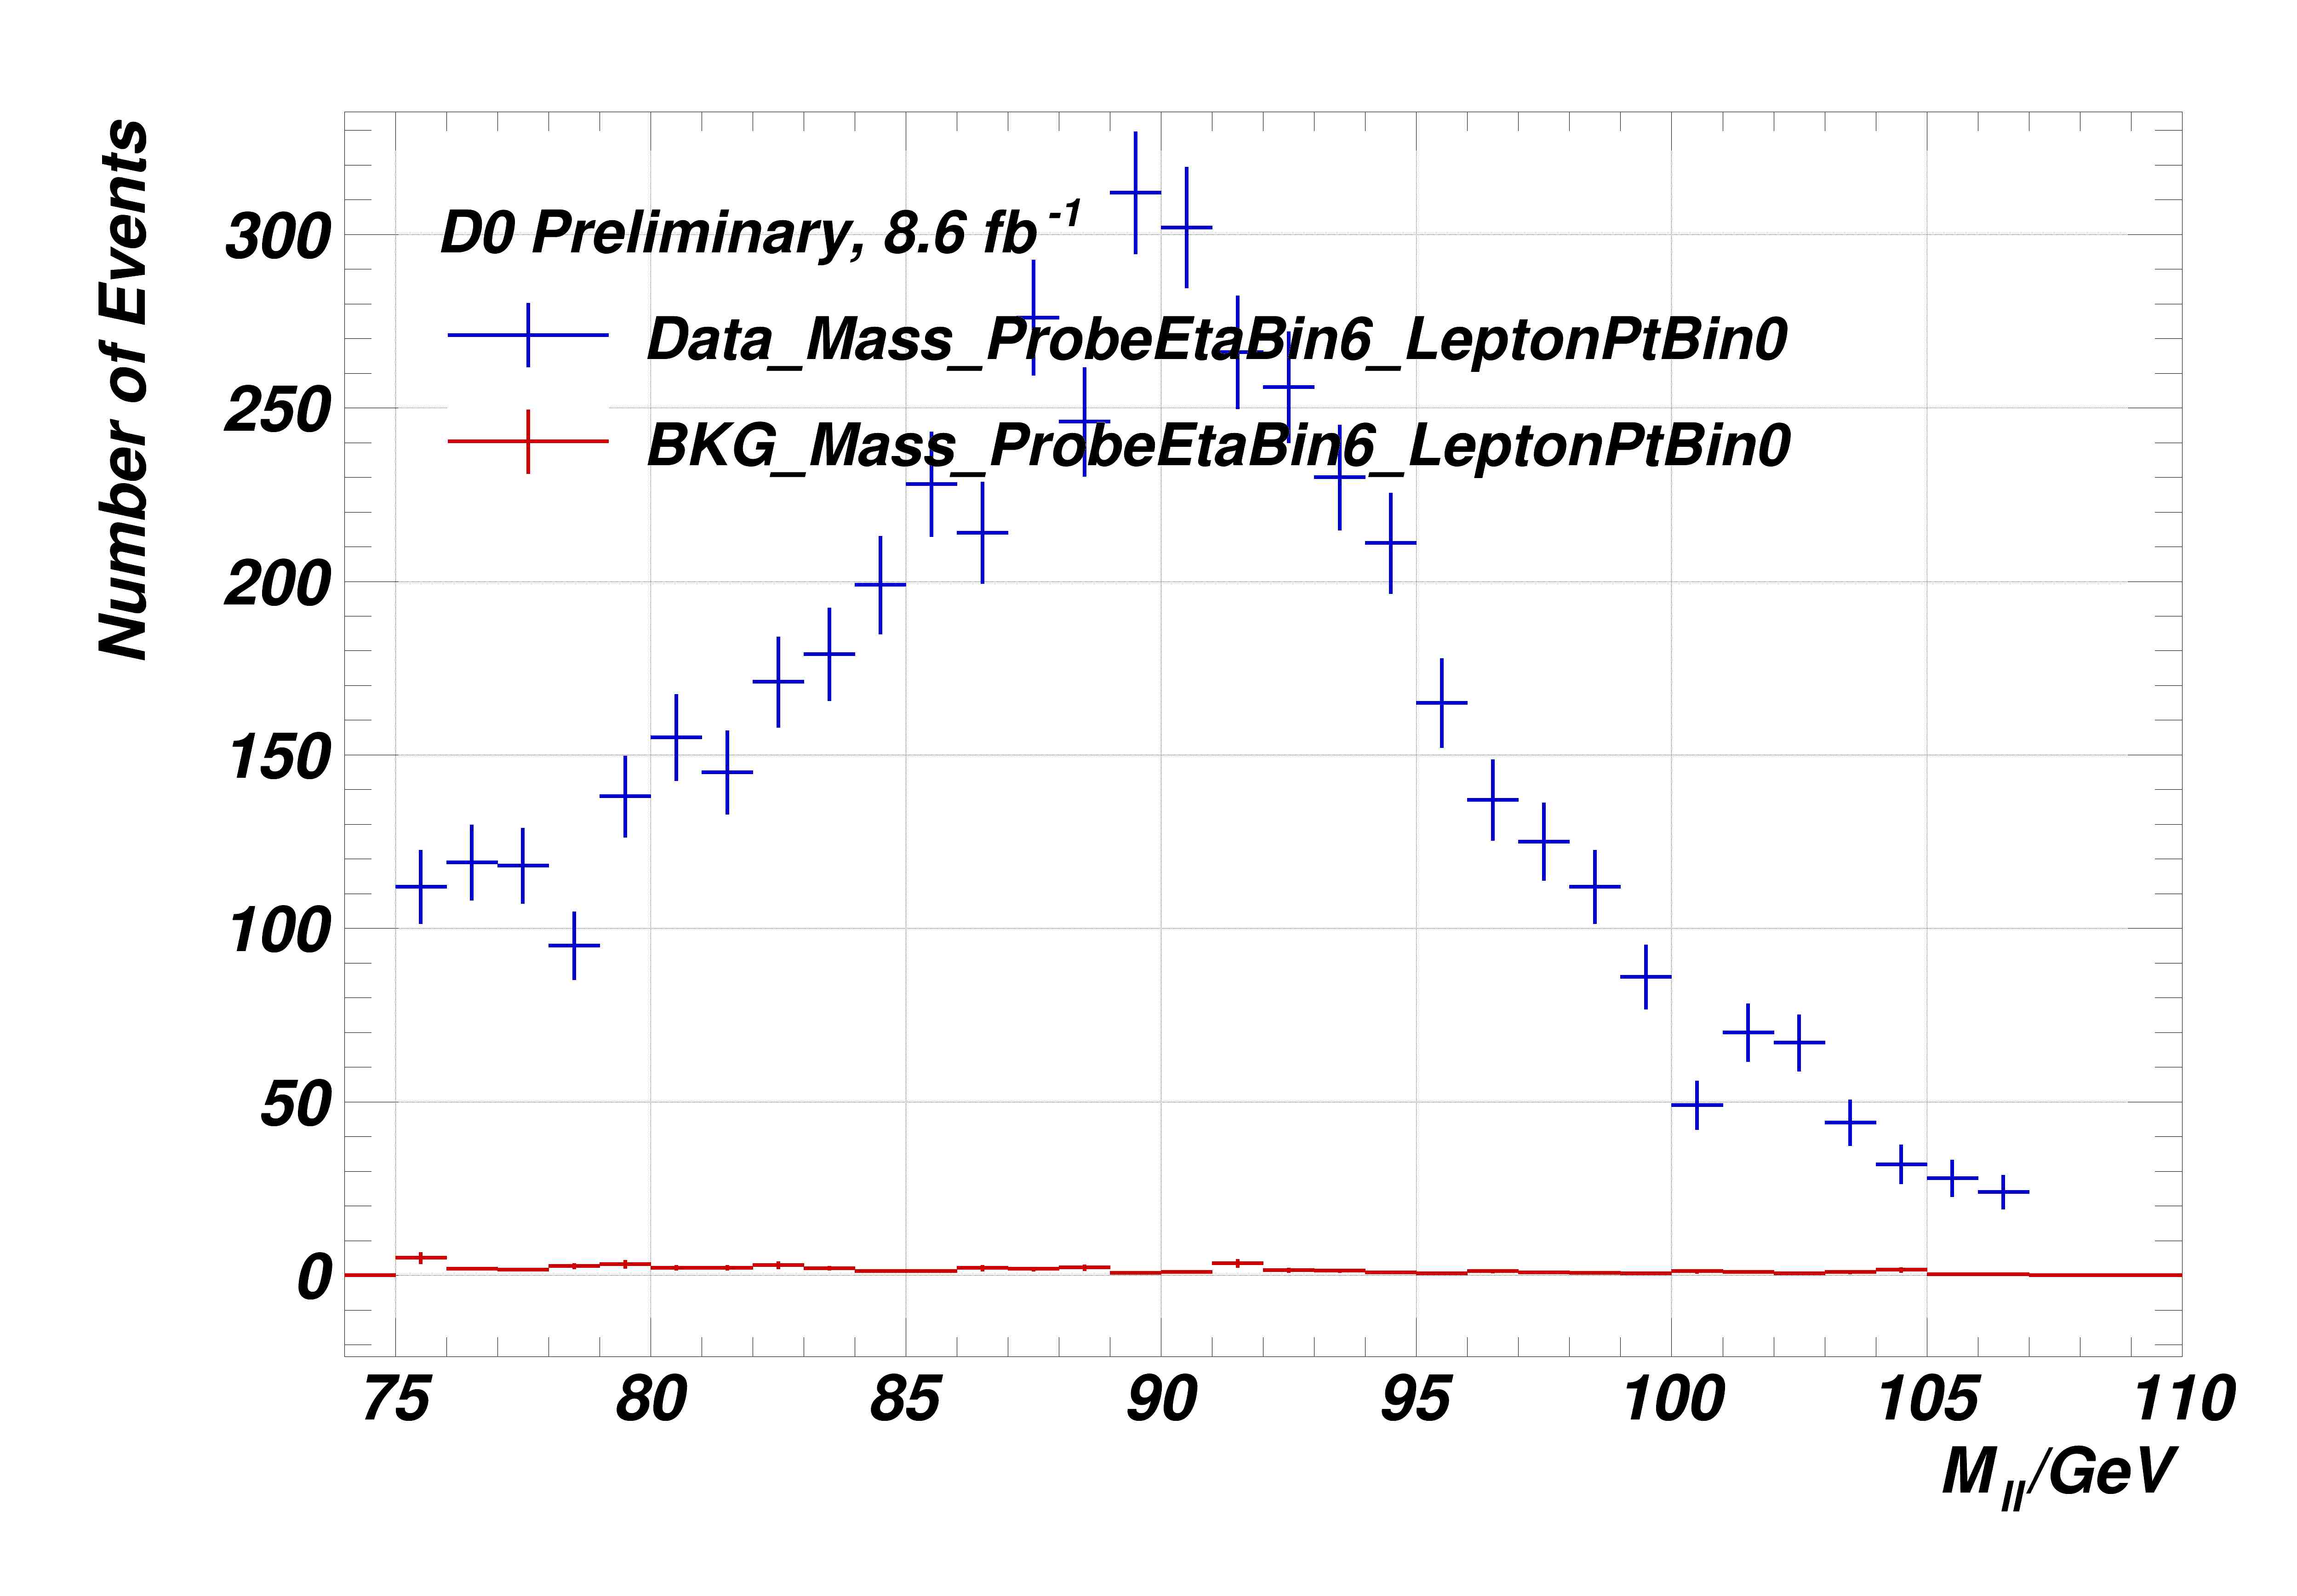 Number of Events
D0 Preliminary, 8.6 fb-1
Data_Mass_ProbeEtaBin6_LeptonPtBin0
BKG_Mass_ProbeEtaBin6_LeptonPtBin0
300
250
200
150
100
50
0
75 80 85 90 95 100 105 110
M ll/GeV